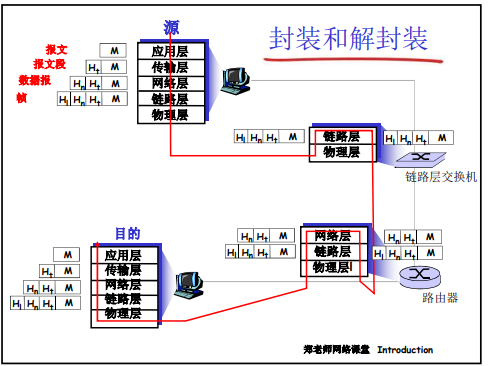 源
封装和解封装
报文 M 应用层
报文段 Ht M 传输层
数据报 Hn Ht M 网络层
帧 Hl Hn Ht M 链路层
物理层
Hl Hn Ht M 链路层 Hl Hn Ht M
物理层
链路层交换机
目的
Hn Ht M 网络层 Hn Ht M
Hl Hn Ht M 链路层 Hl Hn Ht M
物理层
路由器
M 应用层
Ht M 传输层
Hn Ht M 网络层
Hl Hn Ht M 链路层
物理层
郑老师网络课堂 Introduction